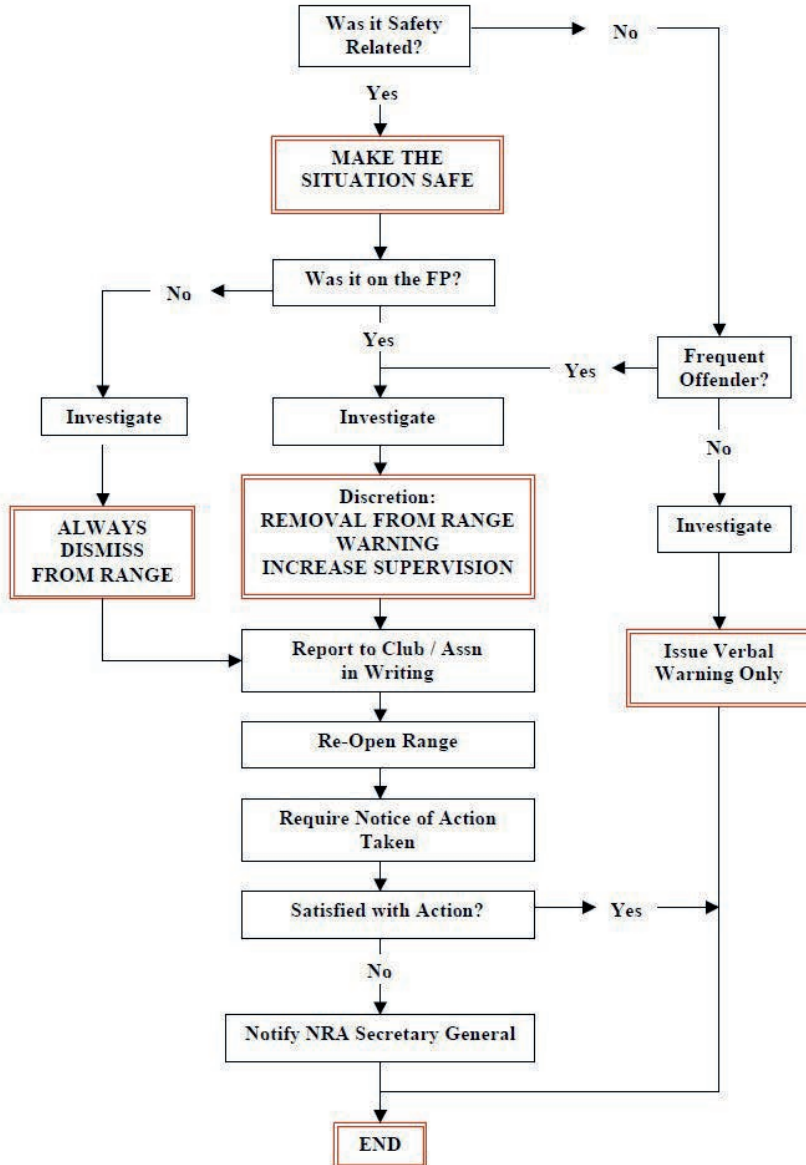 Was it Safety
Related?
No
Yes
MAKE THE
SITUATION SAFE
Was it on the FP?
No
Yes
Frequent
Offender?
Yes
Investigate
Investigate
No
Discretion:
REMOVAL FROM RANGE
WARNING
INCREASE SUPERVISION
ALWAYS
DISMISS
FROM RANGE
Investigate
Report to Club / Assn
in Writing
Issue Verbal
Warning Only
Re-Open Range
Require Notice of Action
Taken
Satisfied with Action?
Yes
No
Notify NRA Secretary General
END